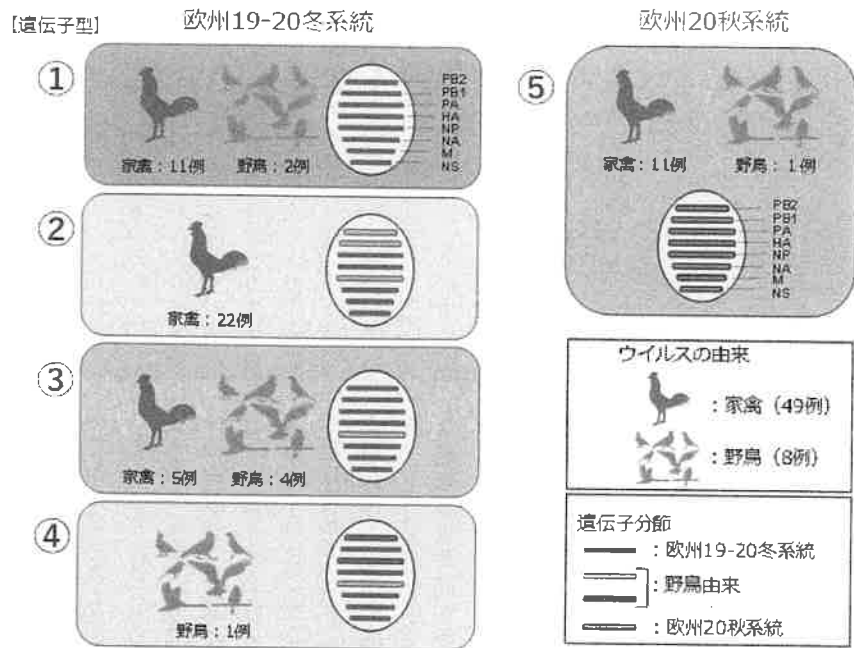 【遺伝子型】
欧州19-20冬系統
欧州20秋系統
①
家禽：11例
野鳥：2例
PB2
PB1
PA
HA
NP
NA
M
NS
②
家禽：22例
③
家禽：5例
野鳥：4例
④
野鳥：1例
⑤
家禽：11例
野鳥：1例
PB2
PB1
PA
HA
NP
NA
M
NS
ウイルスの由来
：家禽（49例）
：野鳥（8例）
遺伝子分節
：欧州19-20冬系統
：野鳥由来
：欧州20秋系統